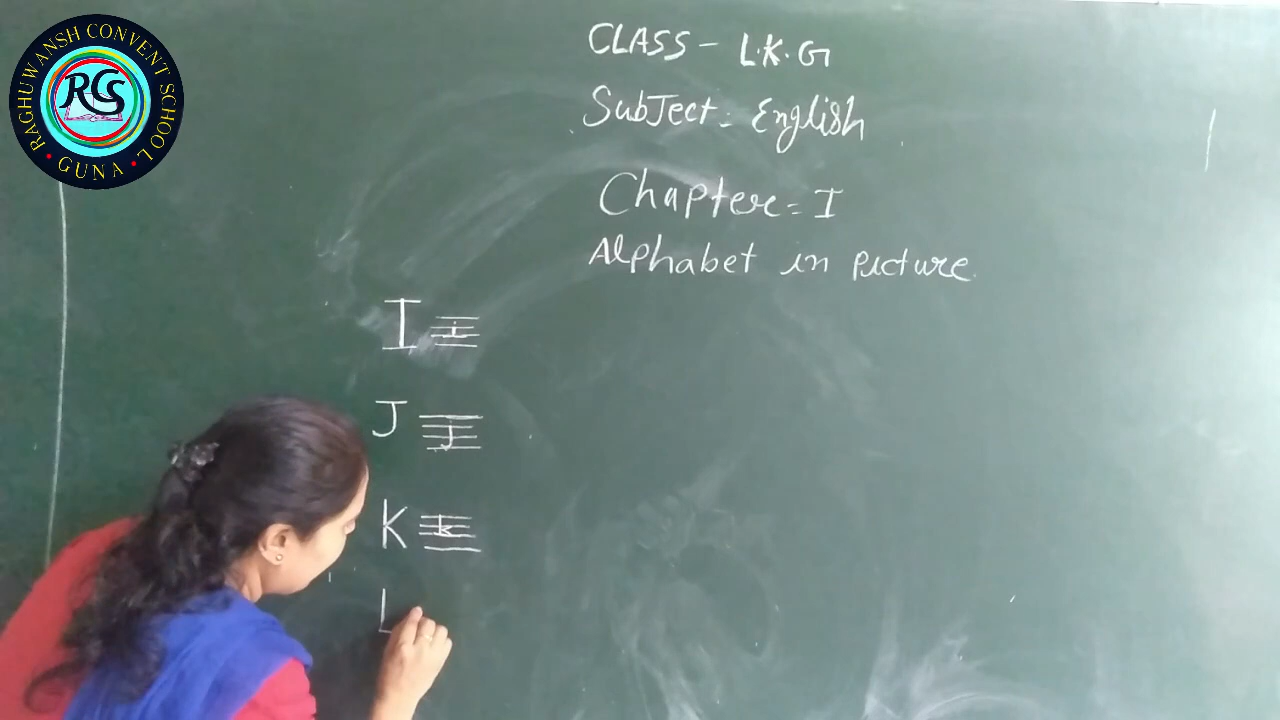 RAGHUWANSH CONVENT SCHOOL
RCS
• GUNA •
CLASS - L.K.G
SubJect = English
Chapter = I
Alphabet in picture
I i
J j
K k
L